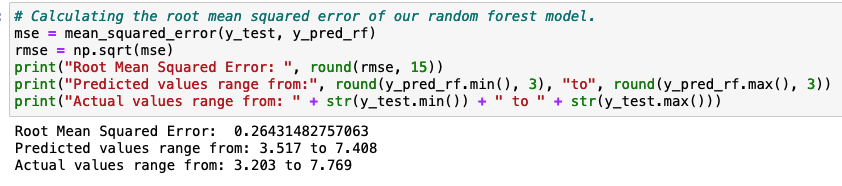 # Calculating the root mean squared error of our random forest model.
mse = mean_squared_error(y_test, y_pred_rf)
rmse = np.sqrt(mse)
print("Root Mean Squared Error: ", round(rmse, 15))
print("Predicted values range from:", round(y_pred_rf.min(), 3), "to", round(y_pred_rf.max(), 3))
print("Actual values range from: " + str(y_test.min()) + " to " + str(y_test.max()))
Root Mean Squared Error:  0.26431482757063
Predicted values range from: 3.517 to 7.408
Actual values range from: 3.203 to 7.769